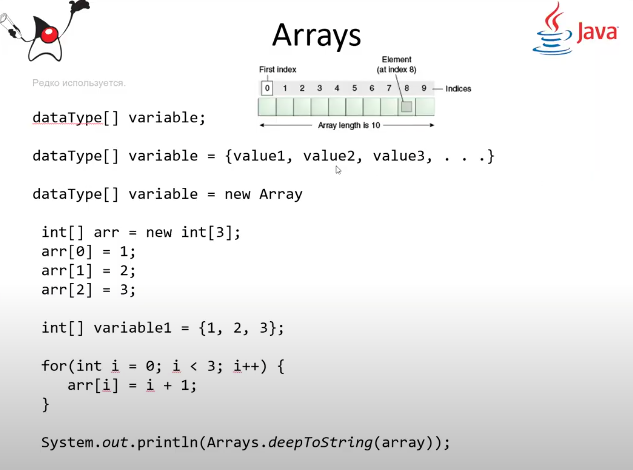 Arrays
Java
Element
(at index 8)
First index
0 1 2 3 4 5 6 7 8 9
Indices
Array length is 10
Редко используется.
dataType[] variable;
dataType[] variable = {value1, value2, value3, . . .}
dataType[] variable = new Array
int[] arr = new int[3];
arr[0] = 1;
arr[1] = 2;
arr[2] = 3;
int[] variable1 = {1, 2, 3};
for(int i = 0; i < 3; i++) {
arr[i] = i + 1;
}
System.out.println(Arrays.deepToString(array));